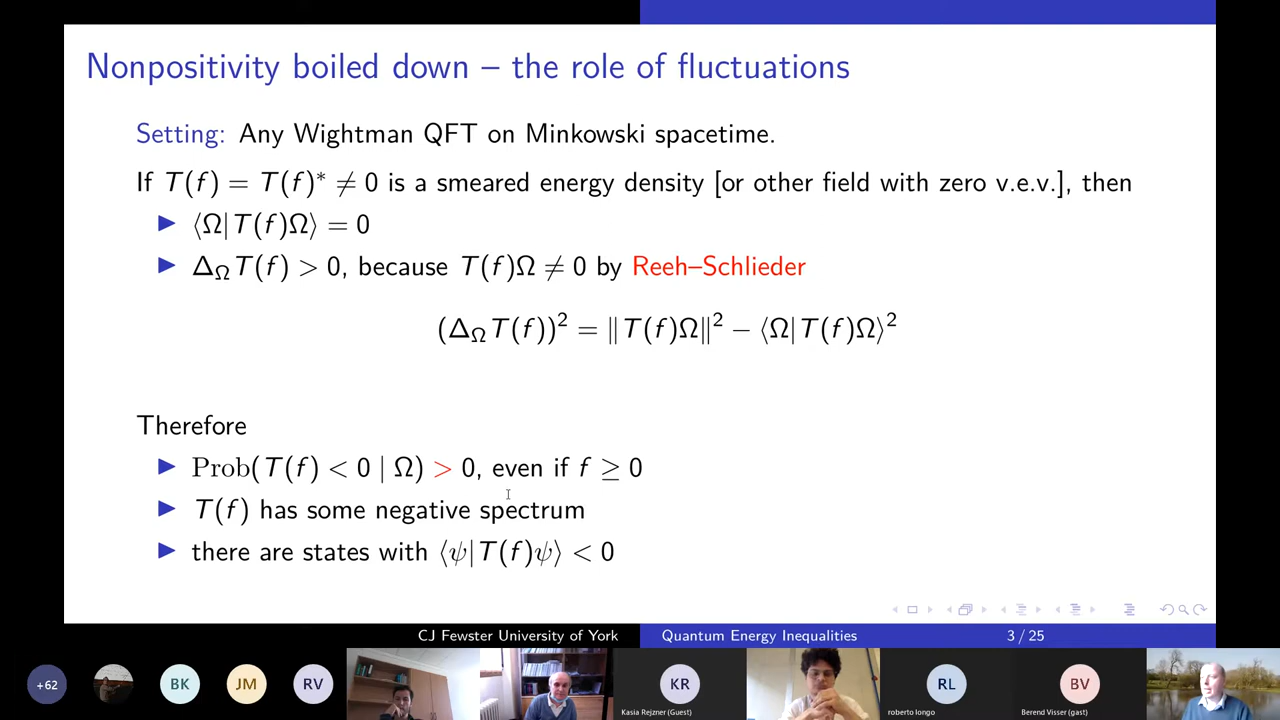 Nonpositivity boiled down – the role of fluctuations
Setting: Any Wightman QFT on Minkowski spacetime.
If T(f) = T(f)* ≠ 0 is a smeared energy density [or other field with zero v.e.v.], then
▶ ⟨Ω|T(f)Ω⟩ = 0
▶ Δ_Ω T(f) > 0, because T(f)Ω ≠ 0 by Reeh–Schlieder
(Δ_Ω T(f))² = ‖T(f)Ω‖² − ⟨Ω|T(f)Ω⟩²
Therefore
▶ Prob(T(f) < 0 | Ω) > 0, even if f ≥ 0
▶ T(f) has some negative spectrum
▶ there are states with ⟨ψ|T(f)ψ⟩ < 0
CJ Fewster University of York
Quantum Energy Inequalities
3 / 25
+62
BK
JM
RV
KR
RL
BV
Kasia Rejzner (Guest)
roberto longo
Berend Visser (gast)